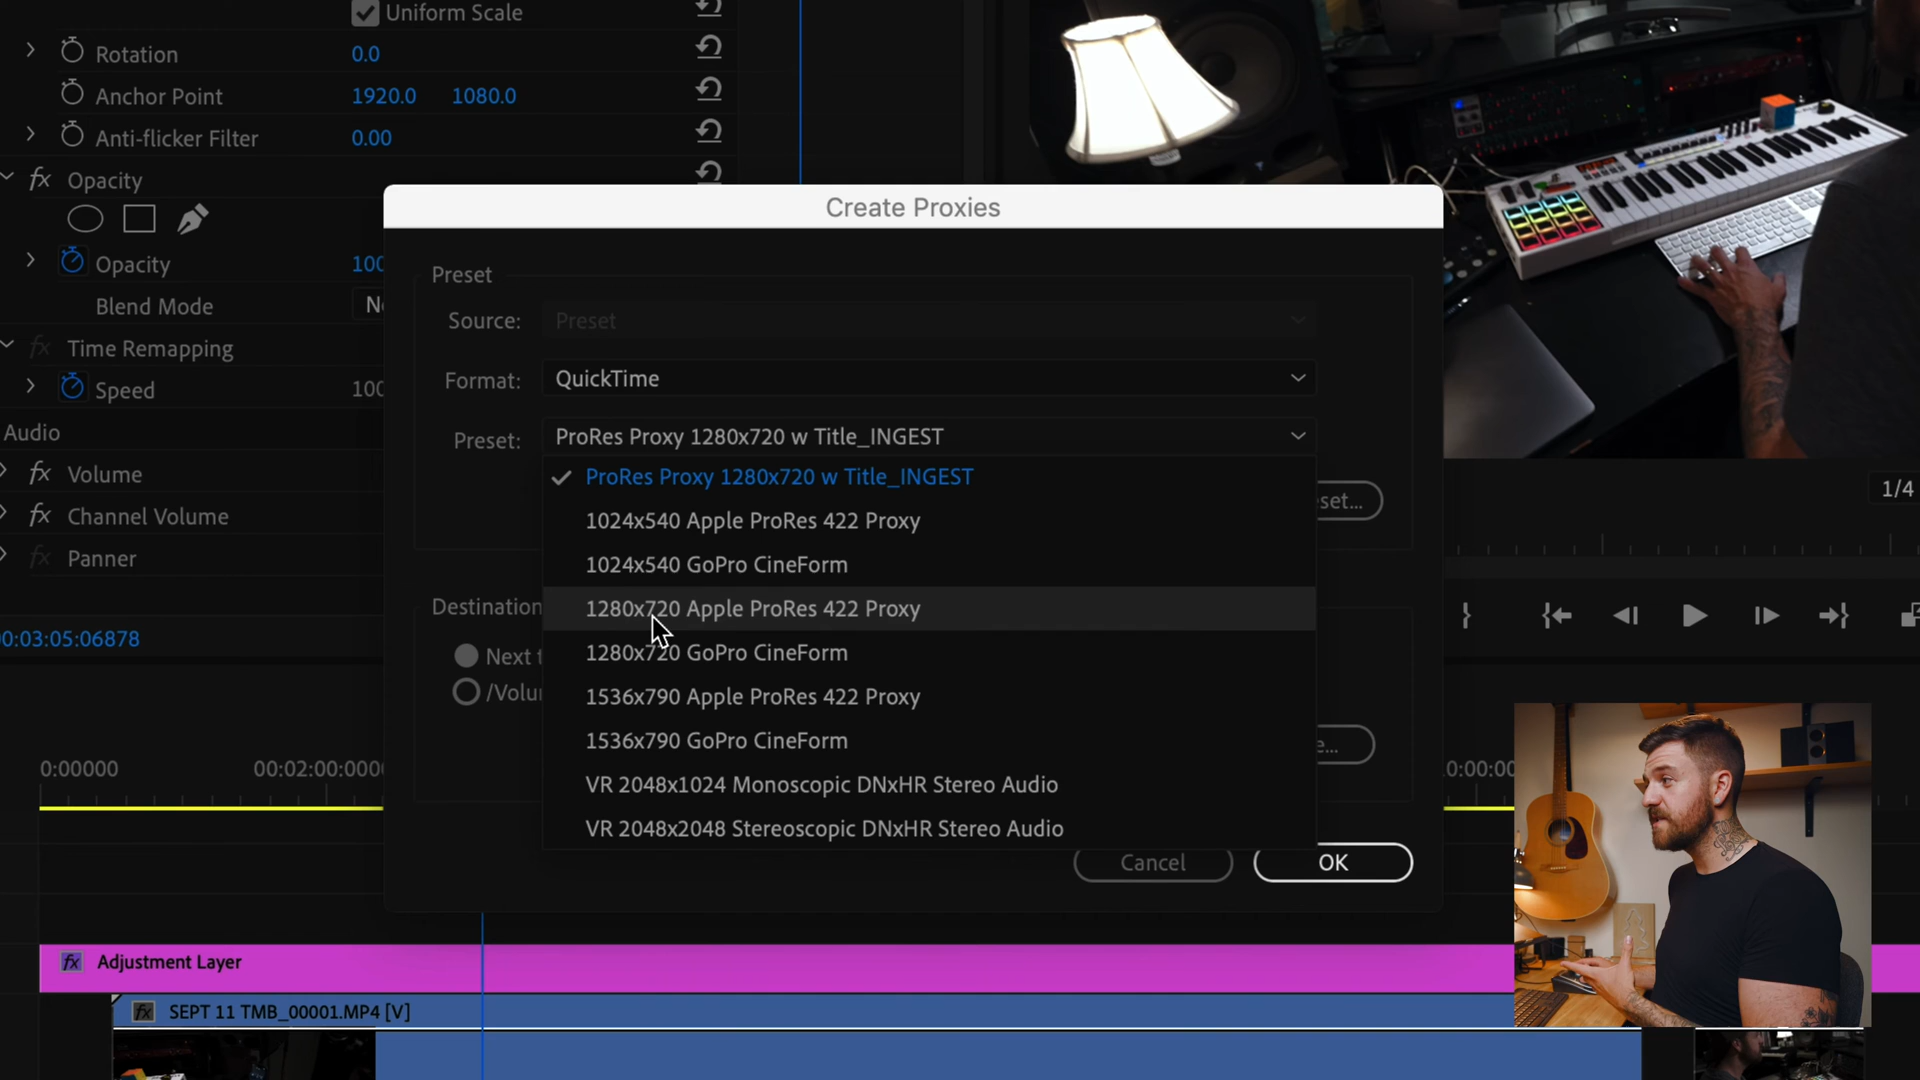 Uniform Scale
Rotation 0.0
Anchor Point 1920.0 1080.0
Anti-flicker Filter 0.00
fx Opacity
Opacity 100
Blend Mode
fx Time Remapping
Speed 100
Audio
fx Volume
fx Channel Volume
fx Panner
0:03:05:06878
0:00000 00:02:00:0000
Create Proxies
Preset
Source: Preset
Format: QuickTime
Preset: ProRes Proxy 1280x720 w Title_INGEST
ProRes Proxy 1280x720 w Title_INGEST
1024x540 Apple ProRes 422 Proxy
1024x540 GoPro CineForm
1280x720 Apple ProRes 422 Proxy
1280x720 GoPro CineForm
1536x790 Apple ProRes 422 Proxy
1536x790 GoPro CineForm
VR 2048x1024 Monoscopic DNxHR Stereo Audio
VR 2048x2048 Stereoscopic DNxHR Stereo Audio
set...
Destination
Next
e...
Cancel OK
1/4
fx Adjustment Layer
fx SEPT 11 TMB_00001.MP4 [V]